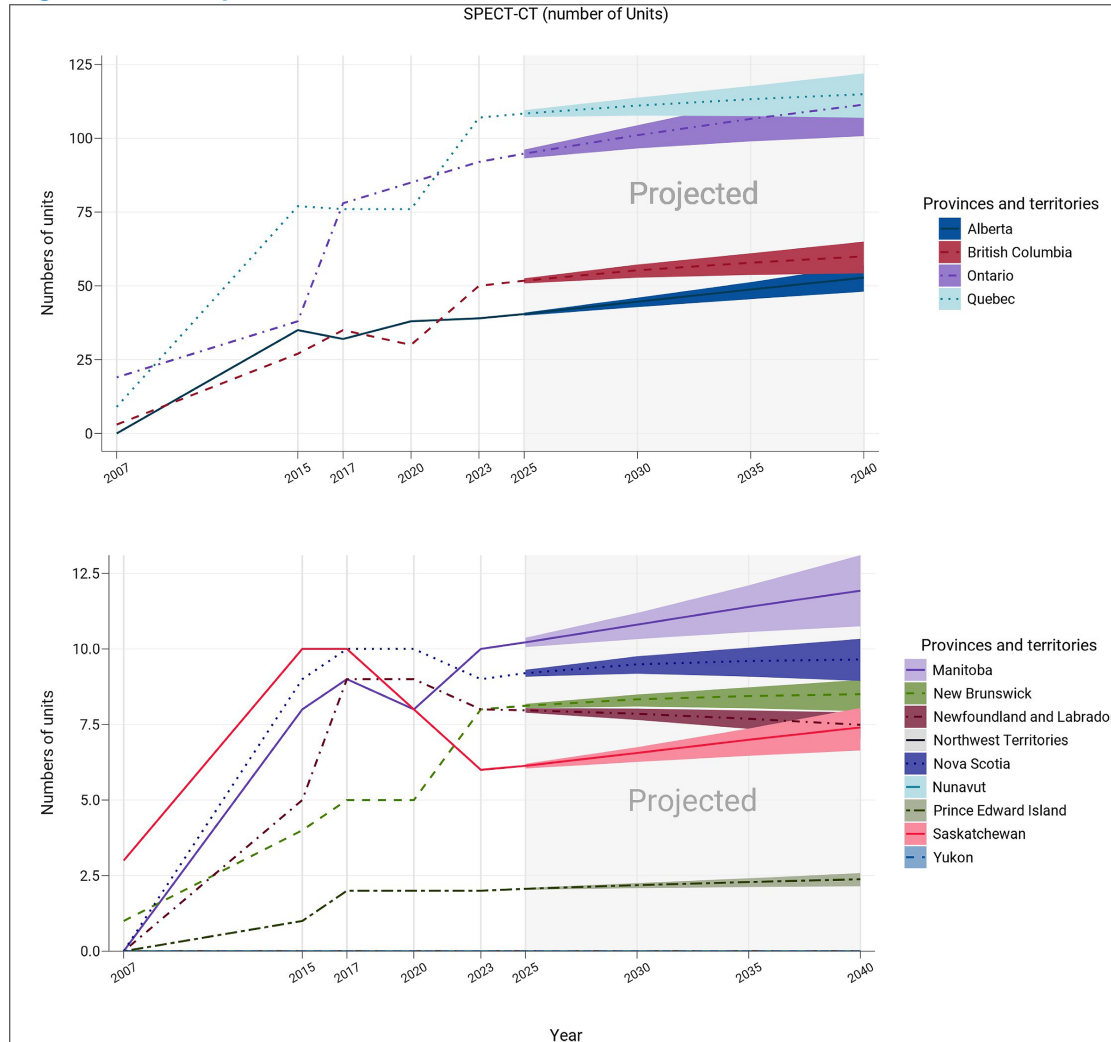 SPECT-CT (number of Units)
125
100
75
50
25
0
Numbers of units
Projected
2007
2015
2017
2020
2023
2025
2030
2035
2040
Provinces and territories
Alberta
British Columbia
Ontario
Quebec
12.5
10.0
7.5
5.0
2.5
0.0
Numbers of units
Projected
2007
2015
2017
2020
2023
2025
2030
2035
2040
Provinces and territories
Manitoba
New Brunswick
Newfoundland and Labrado
Northwest Territories
Nova Scotia
Nunavut
Prince Edward Island
Saskatchewan
Yukon
Year